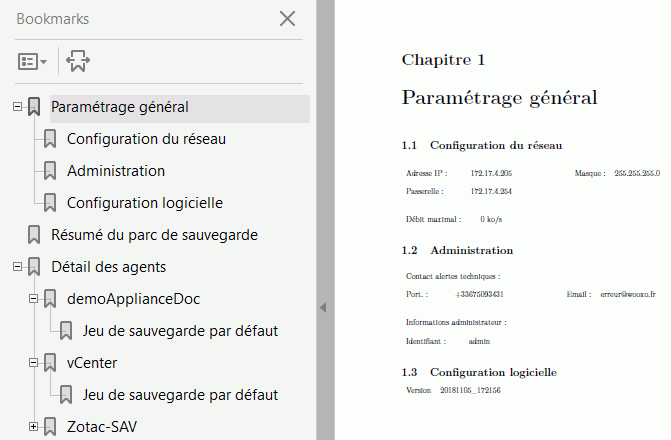 Bookmarks
Paramétrage général
Configuration du réseau
Administration
Configuration logicielle
Résumé du parc de sauvegarde
Détail des agents
demoApplianceDoc
Jeu de sauvegarde par défaut
vCenter
Jeu de sauvegarde par défaut
Zotac-SAV
Chapitre 1
Paramétrage général
1.1 Configuration du réseau
Adresse IP : 172.17.4.205 Masque : 255.255.255.0
Passerelle : 172.17.4.254
Débit maximal : 0 ko/s
1.2 Administration
Contact alertes techniques :
Port. : +33675093431 Email : erreur@wooxo.fr
Informations administrateur :
Identifiant : admin
1.3 Configuration logicielle
Version 20181105_172156